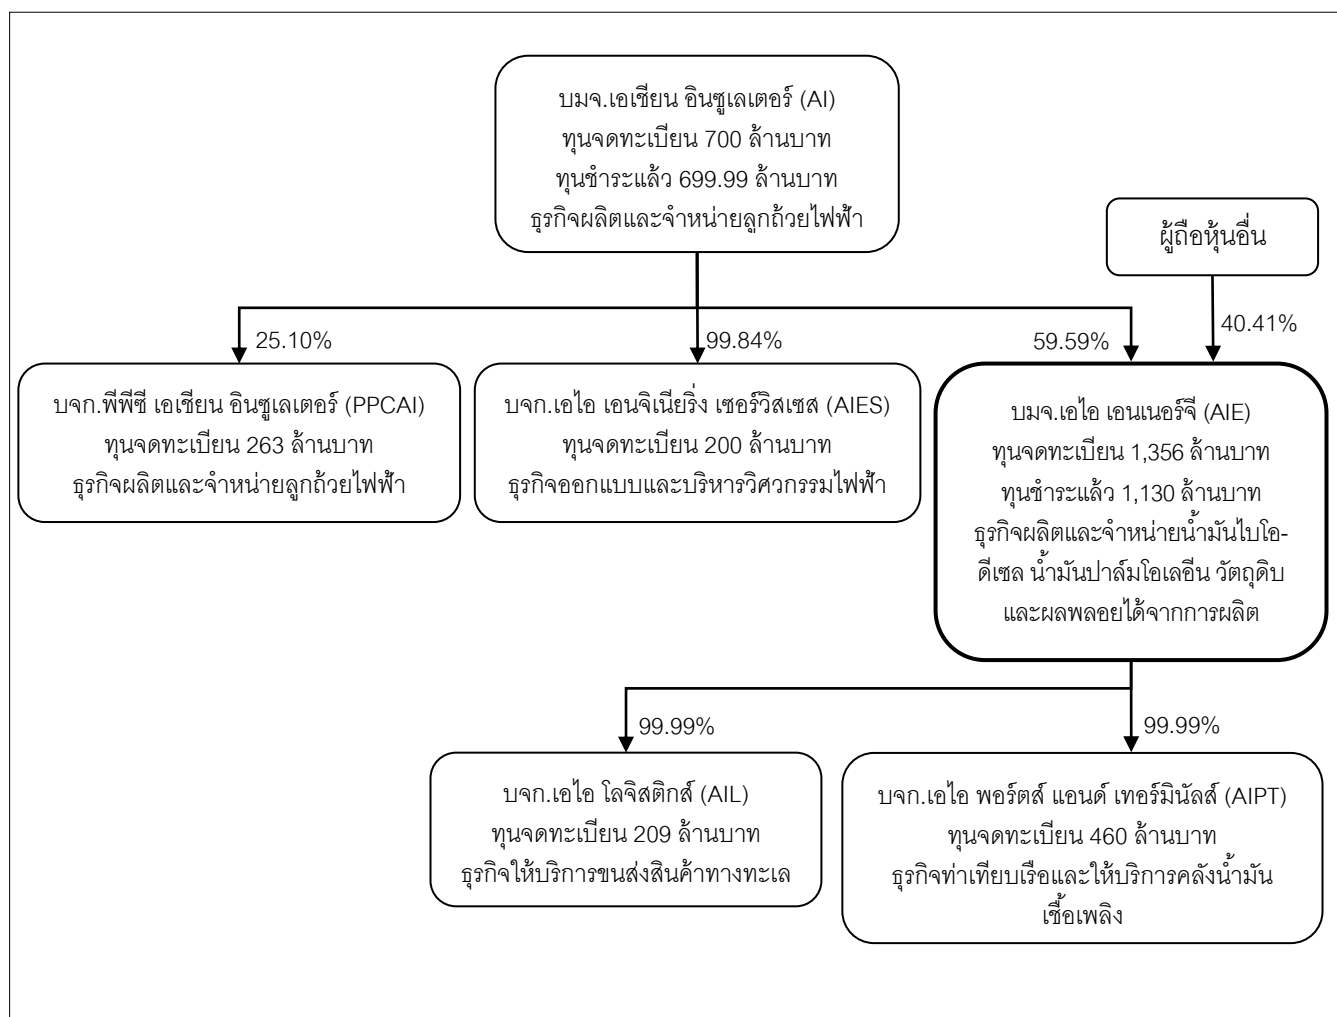 บมจ.เอเชียน อินซูเลเตอร์ (AI)
ทุนจดทะเบียน 700 ล้านบาท
ทุนชำระแล้ว 699.99 ล้านบาท
ธุรกิจผลิตและจำหน่ายลูกถ้วยไฟฟ้า
ผู้ถือหุ้นอื่น
25.10%
99.84%
59.59%
40.41%
บจก.พีพีซี เอเชียน อินซูเลเตอร์ (PPCAI)
ทุนจดทะเบียน 263 ล้านบาท
ธุรกิจผลิตและจำหน่ายลูกถ้วยไฟฟ้า
บจก.เอไอ เอนจิเนียริ่ง เซอร์วิสเซส (AIES)
ทุนจดทะเบียน 200 ล้านบาท
ธุรกิจออกแบบและบริหารวิศวกรรมไฟฟ้า
บมจ.เอไอ เอนเนอร์จี (AIE)
ทุนจดทะเบียน 1,356 ล้านบาท
ทุนชำระแล้ว 1,130 ล้านบาท
ธุรกิจผลิตและจำหน่ายน้ำมันไบโอ-
ดีเซล น้ำมันปาล์มโอเลอีน วัตถุดิบ
และผลพลอยได้จากการผลิต
99.99%
99.99%
บจก.เอไอ โลจิสติกส์ (AIL)
ทุนจดทะเบียน 209 ล้านบาท
ธุรกิจให้บริการขนส่งสินค้าทางทะเล
บจก.เอไอ พอร์ตส์ แอนด์ เทอร์มินัลส์ (AIPT)
ทุนจดทะเบียน 460 ล้านบาท
ธุรกิจท่าเทียบเรือและให้บริการคลังน้ำมัน
เชื้อเพลิง